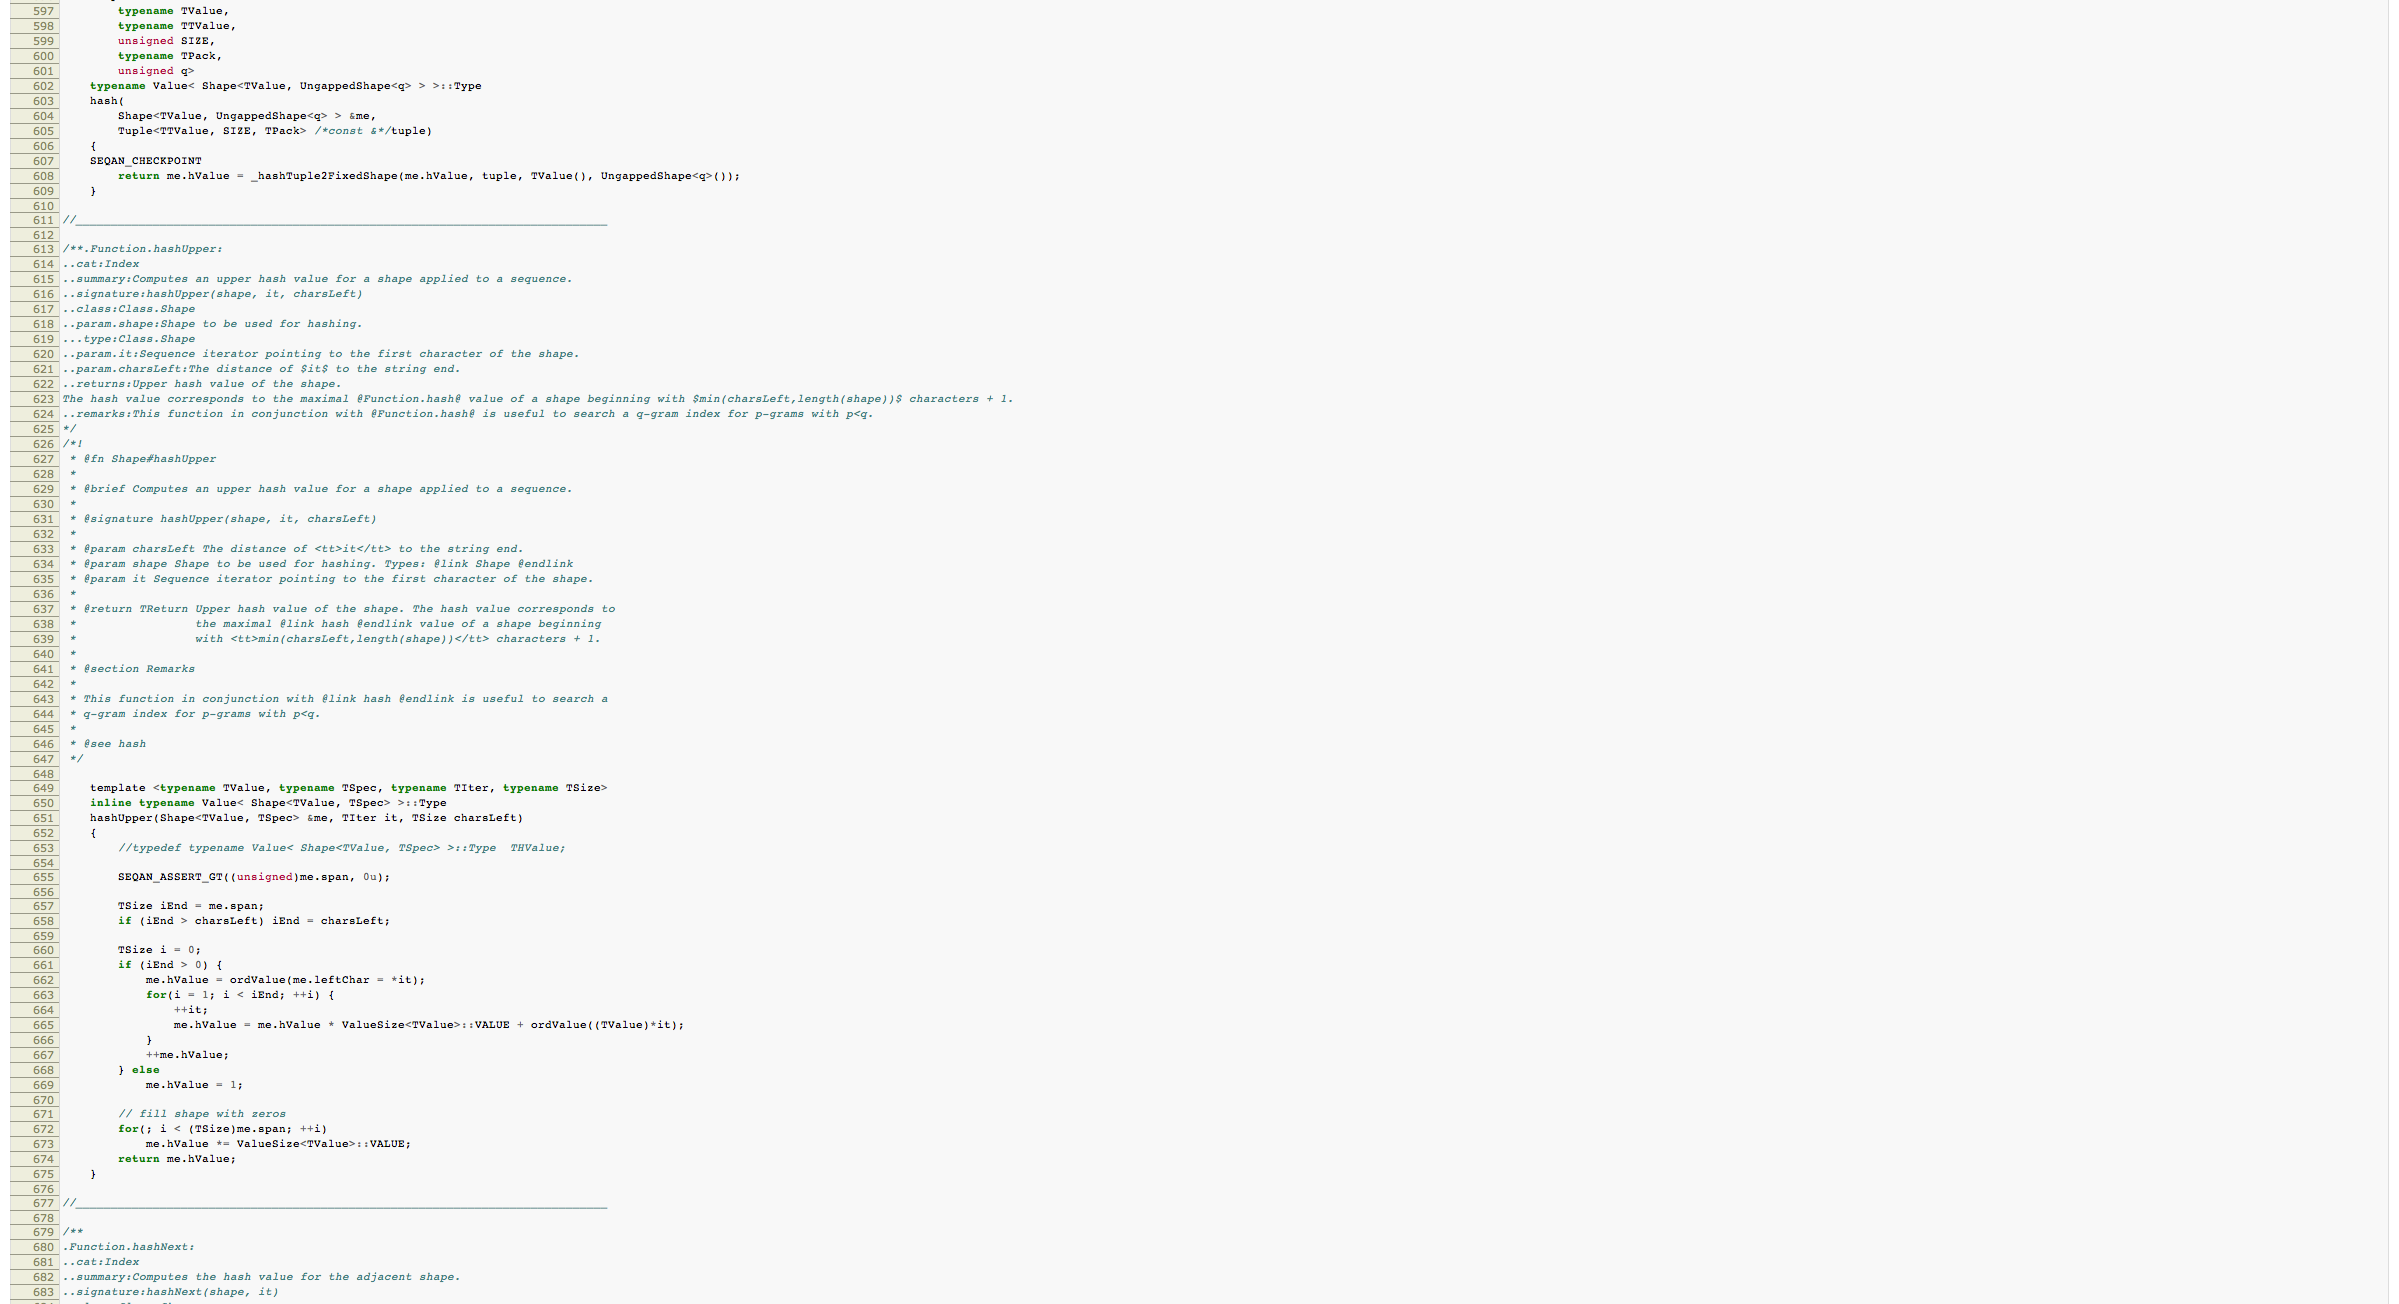 597 typename TValue,
598 typename TTValue,
599 unsigned SIZE,
600 typename TPack,
601 unsigned q>
602 typename Value< Shape<TValue, UngappedShape<q> > >::Type
603 hash(
604 Shape<TValue, UngappedShape<q> > &me,
605 Tuple<TTValue, SIZE, TPack> /*const &*/tuple)
606 {
607 SEQAN_CHECKPOINT
608 return me.hValue = _hashTuple2FixedShape(me.hValue, tuple, TValue(), UngappedShape<q>());
609 }
610
611 //____________________________________________________________________________
612
613 /**.Function.hashUpper:
614 ..cat:Index
615 ..summary:Computes an upper hash value for a shape applied to a sequence.
616 ..signature:hashUpper(shape, it, charsLeft)
617 ..class:Class.Shape
618 ..param.shape:Shape to be used for hashing.
619 ...type:Class.Shape
620 ..param.it:Sequence iterator pointing to the first character of the shape.
621 ..param.charsLeft:The distance of $it$ to the string end.
622 ..returns:Upper hash value of the shape.
623 The hash value corresponds to the maximal @Function.hash@ value of a shape beginning with $min(charsLeft,length(shape))$ characters + 1.
624 ..remarks:This function in conjunction with @Function.hash@ is useful to search a q-gram index for p-grams with p<q.
625 */
626 /*!
627 * @fn Shape#hashUpper
628 *
629 * @brief Computes an upper hash value for a shape applied to a sequence.
630 *
631 * @signature hashUpper(shape, it, charsLeft)
632 *
633 * @param charsLeft The distance of <tt>it</tt> to the string end.
634 * @param shape Shape to be used for hashing. Types: @link Shape @endlink
635 * @param it Sequence iterator pointing to the first character of the shape.
636 *
637 * @return TReturn Upper hash value of the shape. The hash value corresponds to
638 * the maximal @link hash @endlink value of a shape beginning
639 * with <tt>min(charsLeft,length(shape))</tt> characters + 1.
640 *
641 * @section Remarks
642 *
643 * This function in conjunction with @link hash @endlink is useful to search a
644 * q-gram index for p-grams with p<q.
645 *
646 * @see hash
647 */
648
649 template <typename TValue, typename TSpec, typename TIter, typename TSize>
650 inline typename Value< Shape<TValue, TSpec> >::Type
651 hashUpper(Shape<TValue, TSpec> &me, TIter it, TSize charsLeft)
652 {
653 //typedef typename Value< Shape<TValue, TSpec> >::Type THValue;
654
655 SEQAN_ASSERT_GT((unsigned)me.span, 0u);
656
657 TSize iEnd = me.span;
658 if (iEnd > charsLeft) iEnd = charsLeft;
659
660 TSize i = 0;
661 if (iEnd > 0) {
662 me.hValue = ordValue(me.leftChar = *it);
663 for(i = 1; i < iEnd; ++i) {
664 ++it;
665 me.hValue = me.hValue * ValueSize<TValue>::VALUE + ordValue((TValue)*it);
666 }
667 ++me.hValue;
668 } else
669 me.hValue = 1;
670
671 // fill shape with zeros
672 for(; i < (TSize)me.span; ++i)
673 me.hValue *= ValueSize<TValue>::VALUE;
674 return me.hValue;
675 }
676
677 //____________________________________________________________________________
678
679 /**
680 .Function.hashNext:
681 ..cat:Index
682 ..summary:Computes the hash value for the adjacent shape.
683 ..signature:hashNext(shape, it)